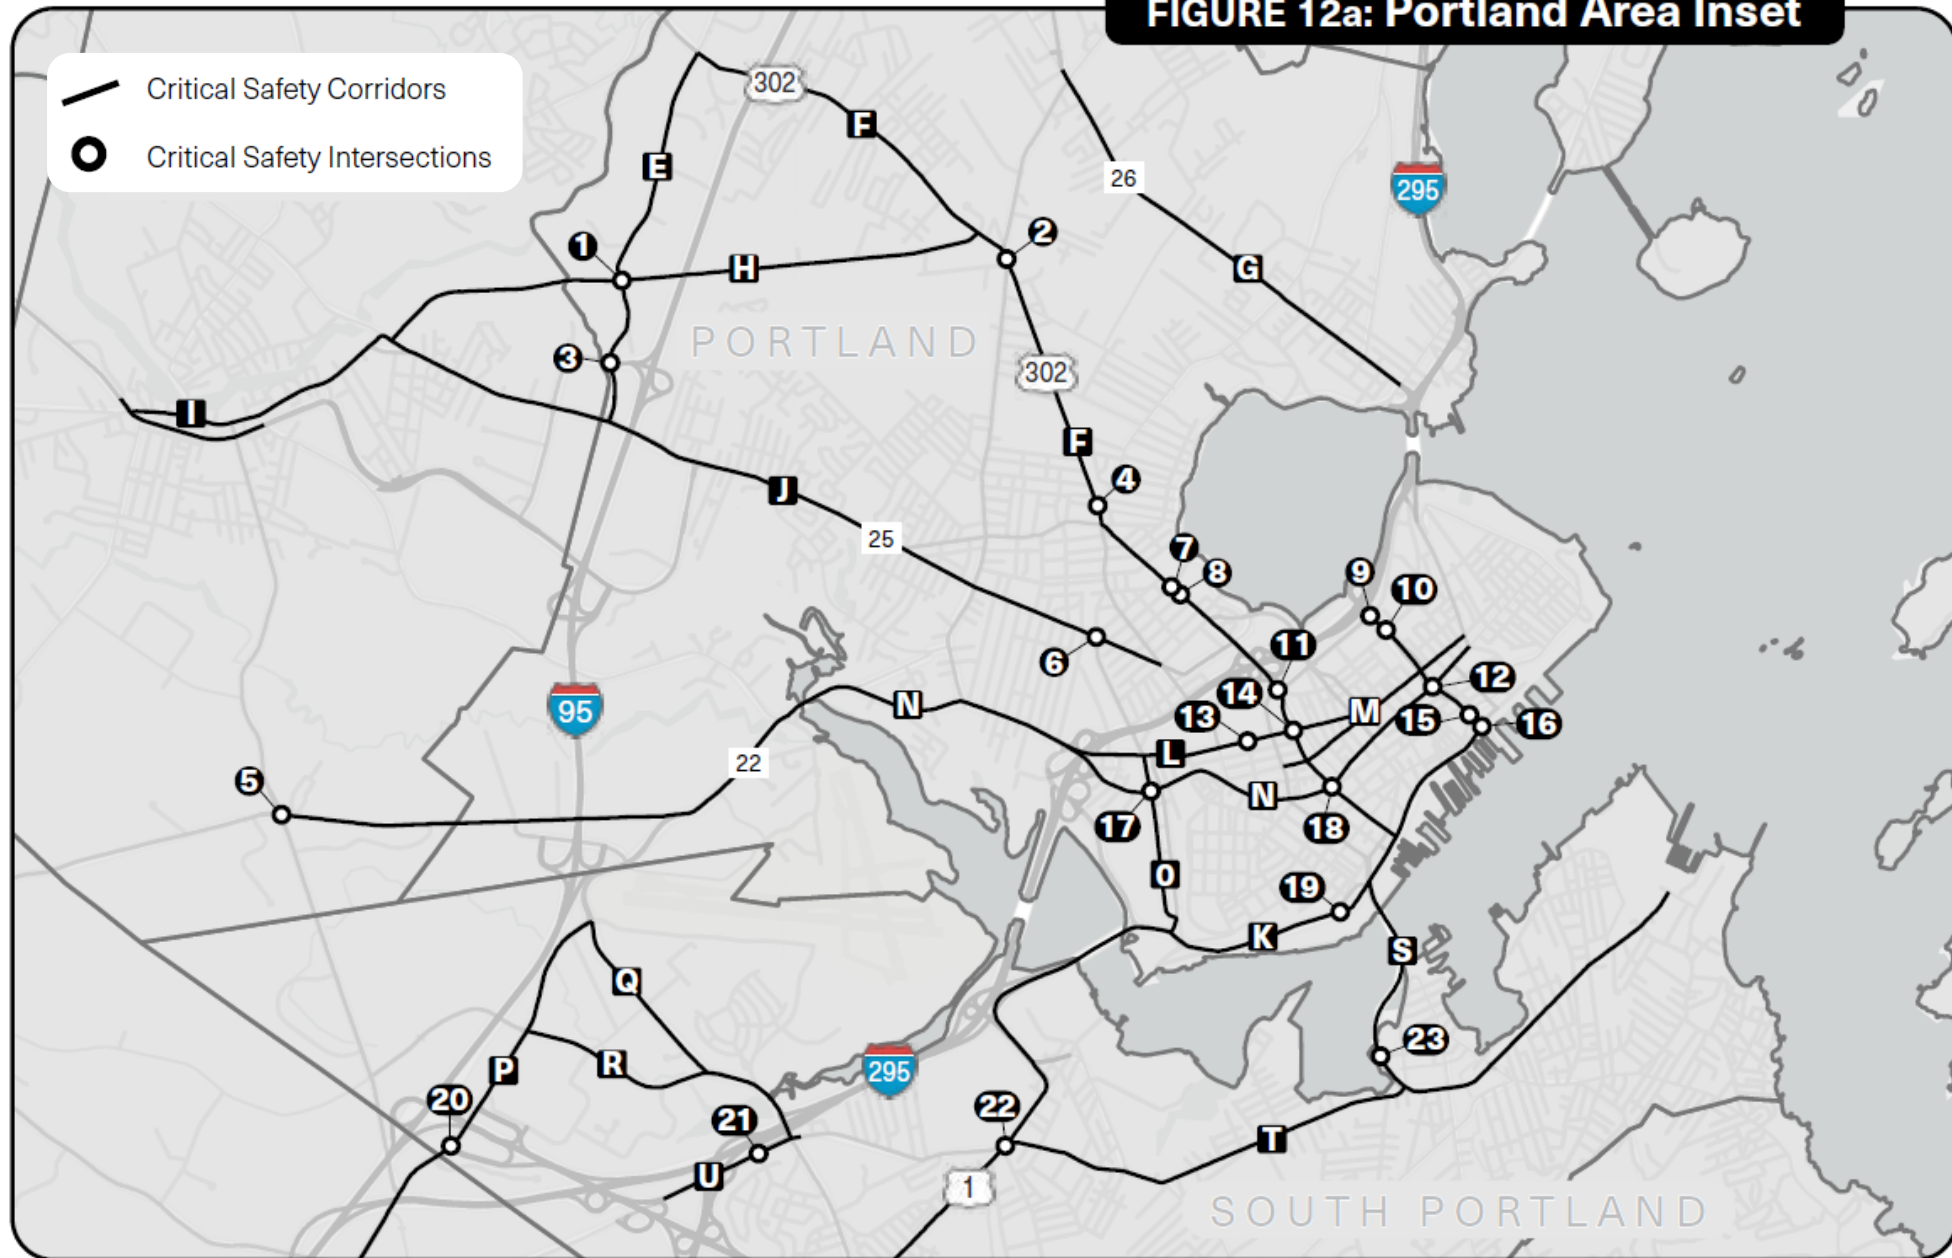 FIGURE 12a: Portland Area Inset
Critical Safety Corridors
Critical Safety Intersections
302
F
E
26
295
1
2
H
G
PORTLAND
3
302
I
F
J
4
25
7
8
9
10
6
11
14
12
N
13
M
15
16
95
L
22
5
N
17
18
O
19
K
S
Q
23
R
P
295
20
22
21
T
U
1
SOUTH PORTLAND